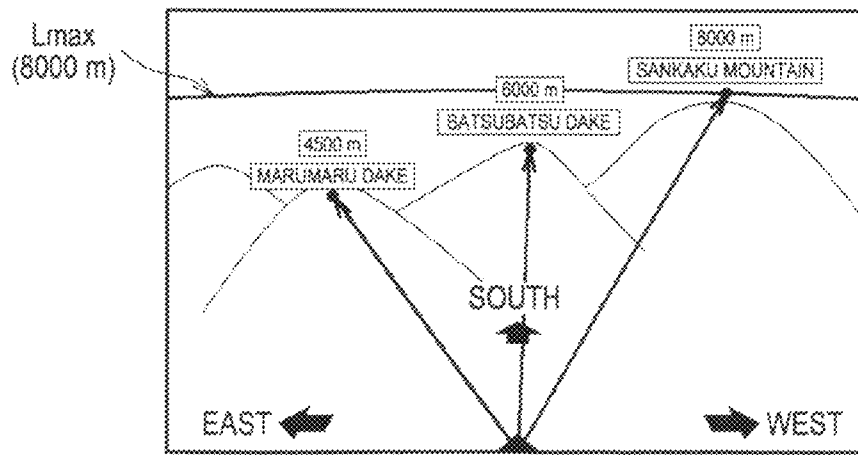 Lmax
(8000 m)
8000 m
SANKAKU MOUNTAIN
6000 m
BATSUBATSU DAKE
4500 m
MARUMARU DAKE
SOUTH
EAST
WEST